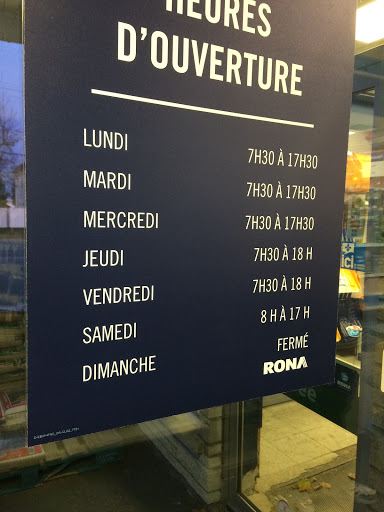 HEURES
D'OUVERTURE
LUNDI 7H30 À 17H30
MARDI 7H30 À 17H30
MERCREDI 7H30 À 17H30
JEUDI 7H30 À 18 H
VENDREDI 7H30 À 18 H
SAMEDI 8 H À 17 H
DIMANCHE FERMÉ
RONA
ici